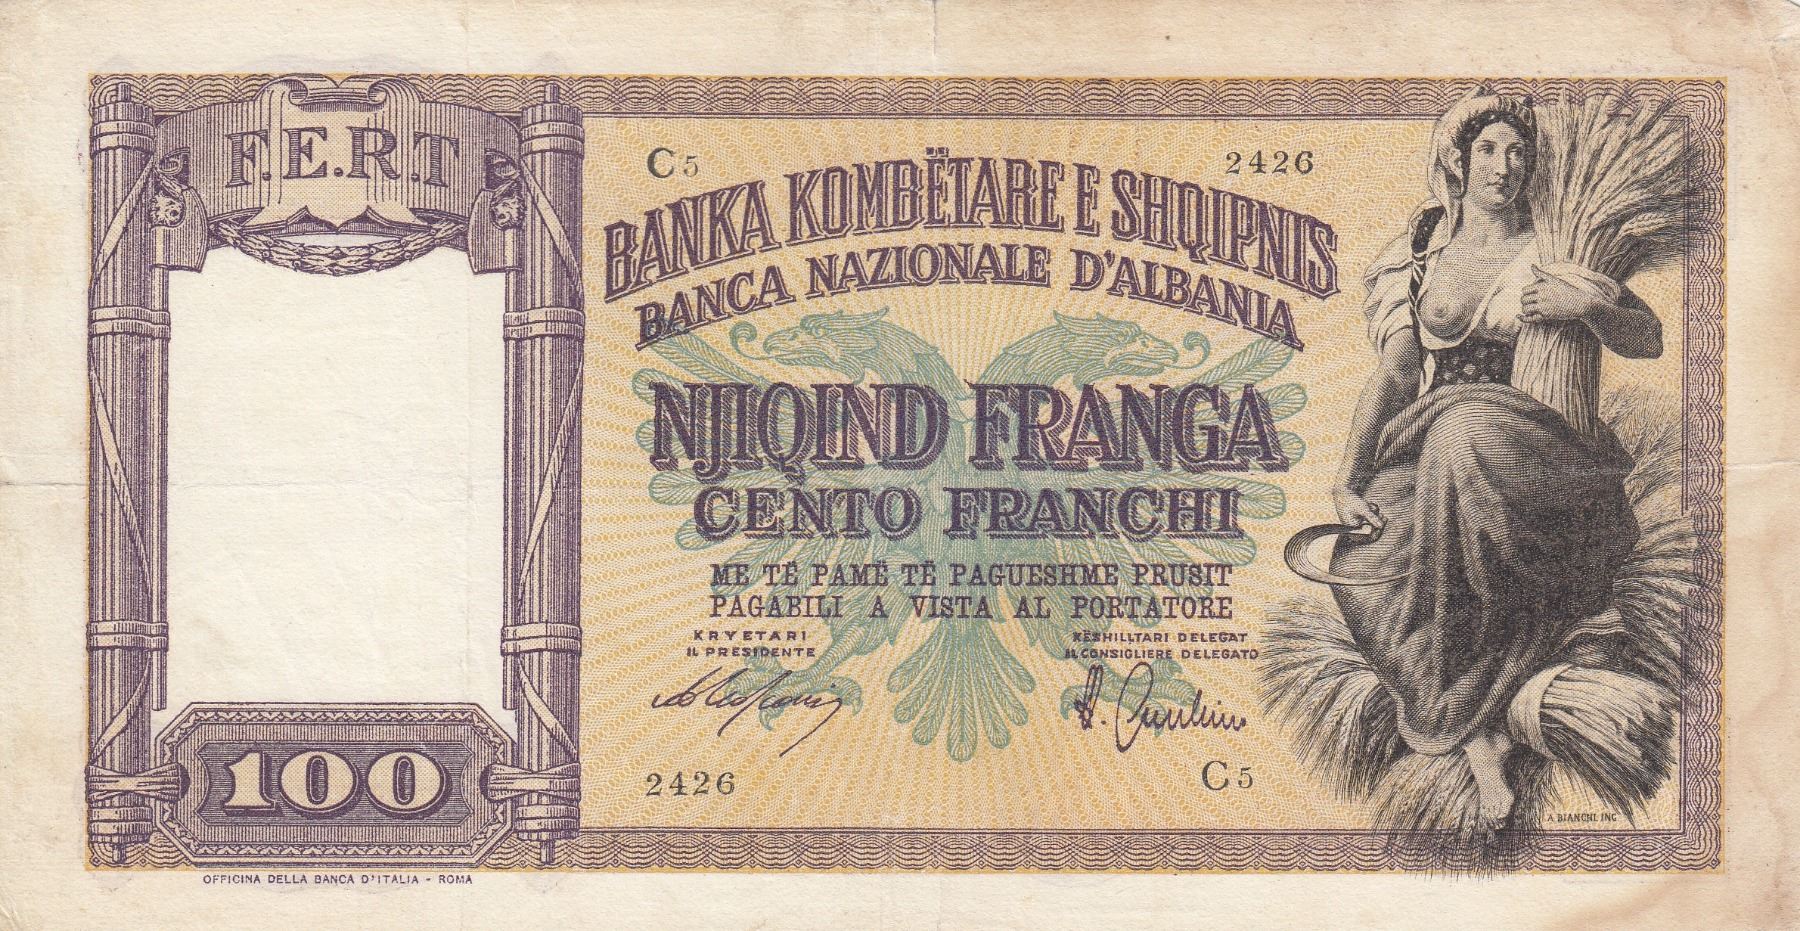 F.E.R.T
C5 2426
BANKA KOMBËTARE E SHQIPNIS
BANCA NAZIONALE D'ALBANIA
NJIQIND FRANGA
CENTO FRANCHI
ME TË PAMË TË PAGUESHME PRUSIT
PAGABILI A VISTA AL PORTATORE
KRYETARI
IL PRESIDENTE
KËSHILLTARI DELEGAT
IL CONSIGLIERE DELEGATO
100
2426 C5
A BIANCHI. INC
OFFICINA DELLA BANCA D'ITALIA - ROMA